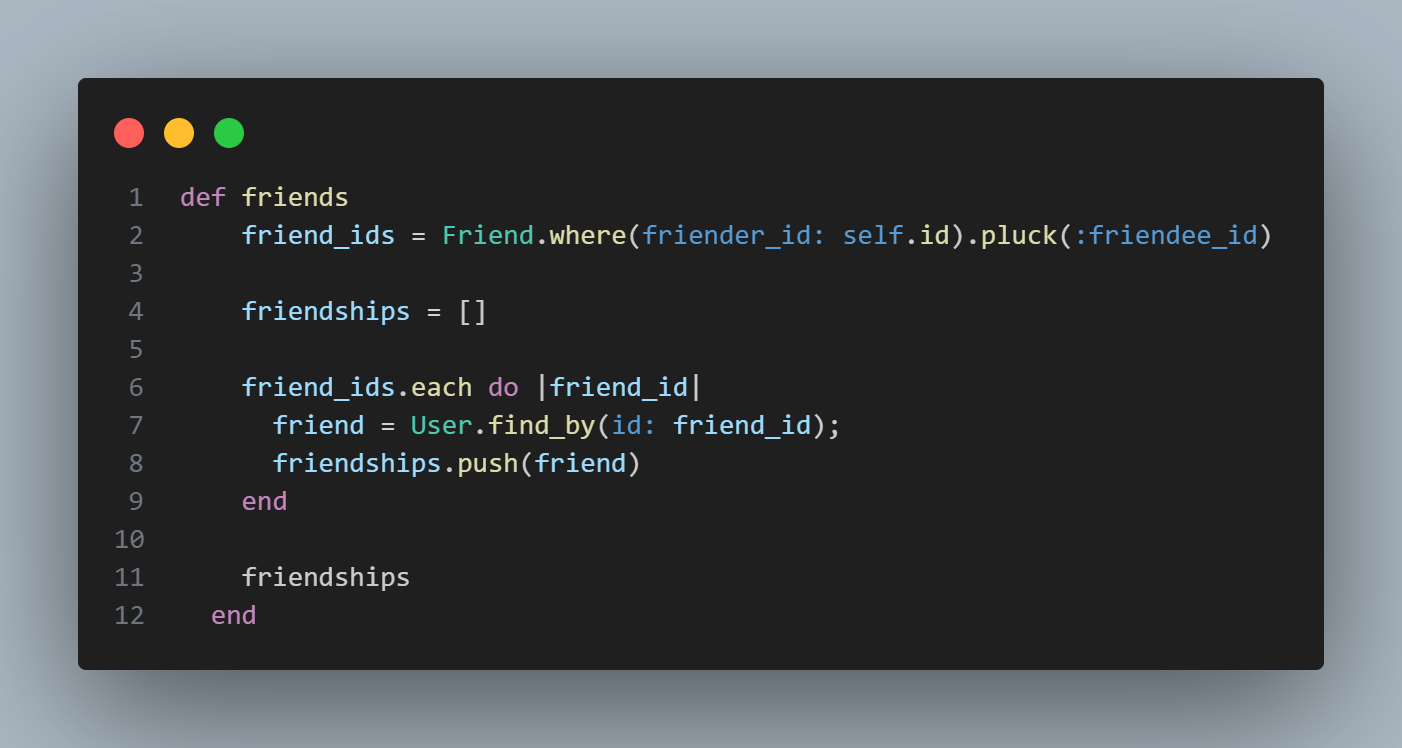 1 def friends
2 friend_ids = Friend.where(friender_id: self.id).pluck(:friendee_id)
3
4 friendships = []
5
6 friend_ids.each do |friend_id|
7 friend = User.find_by(id: friend_id);
8 friendships.push(friend)
9 end
10
11 friendships
12 end